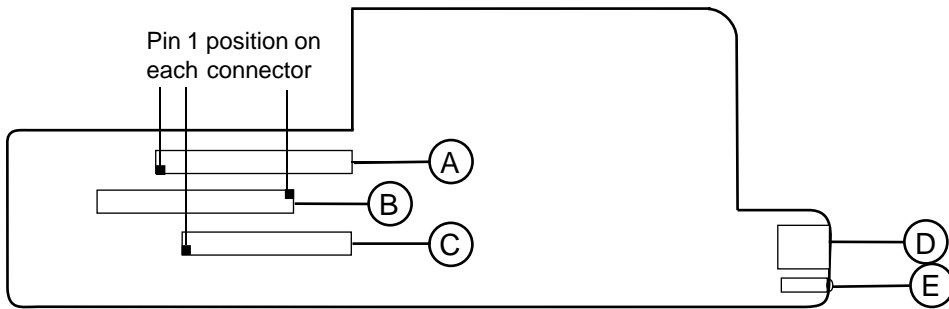 Pin 1 position on
each connector
A
B
C
D
E